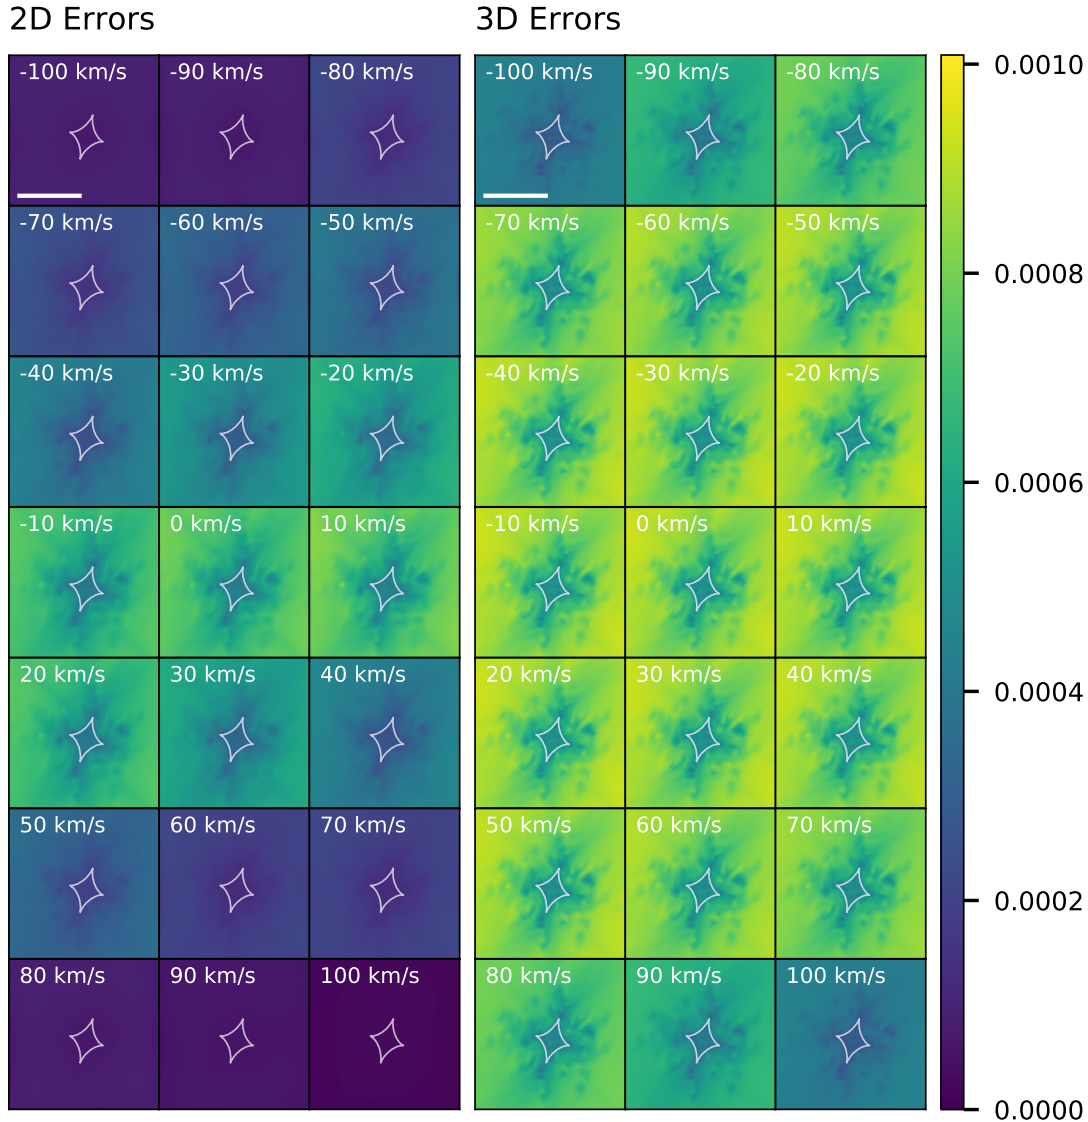 2D Errors 3D Errors
-100 km/s -90 km/s -80 km/s -100 km/s -90 km/s -80 km/s 0.0010
-70 km/s -60 km/s -50 km/s -70 km/s -60 km/s -50 km/s
0.0008
-40 km/s -30 km/s -20 km/s -40 km/s -30 km/s -20 km/s
0.0006
-10 km/s 0 km/s 10 km/s -10 km/s 0 km/s 10 km/s
20 km/s 30 km/s 40 km/s 20 km/s 30 km/s 40 km/s
0.0004
50 km/s 60 km/s 70 km/s 50 km/s 60 km/s 70 km/s
0.0002
80 km/s 90 km/s 100 km/s 80 km/s 90 km/s 100 km/s
0.0000